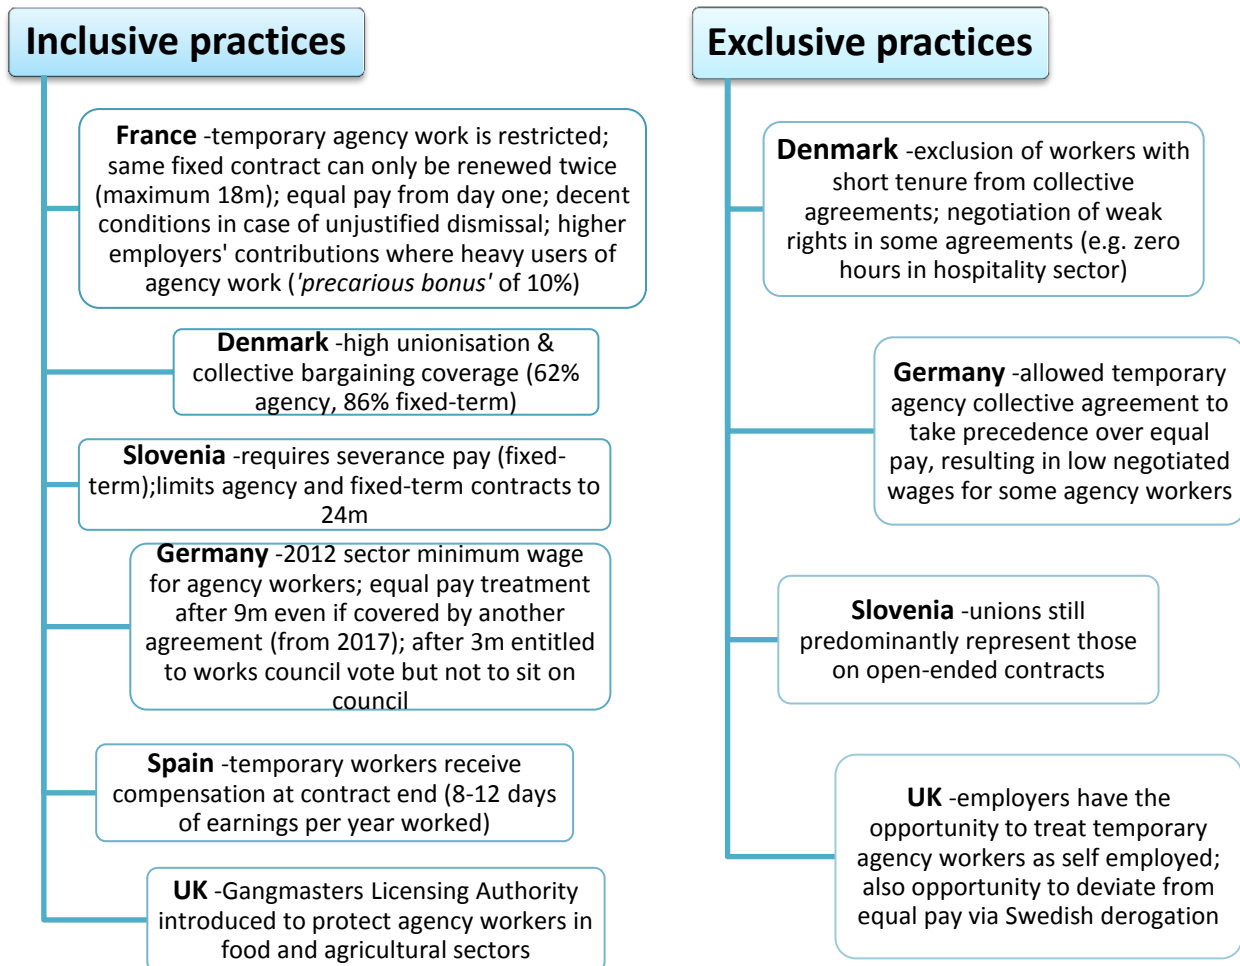 Inclusive practices
France -temporary agency work is restricted;
same fixed contract can only be renewed twice
(maximum 18m); equal pay from day one; decent
conditions in case of unjustified dismissal; higher
employers' contributions where heavy users of
agency work ('precarious bonus' of 10%)
Denmark -high unionisation &
collective bargaining coverage (62%
agency, 86% fixed-term)
Slovenia -requires severance pay (fixed-
term);limits agency and fixed-term contracts to
24m
Germany -2012 sector minimum wage
for agency workers; equal pay treatment
after 9m even if covered by another
agreement (from 2017); after 3m entitled
to works council vote but not to sit on
council
Spain -temporary workers receive
compensation at contract end (8-12 days
of earnings per year worked)
UK -Gangmasters Licensing Authority
introduced to protect agency workers in
food and agricultural sectors
Exclusive practices
Denmark -exclusion of workers with
short tenure from collective
agreements; negotiation of weak
rights in some agreements (e.g. zero
hours in hospitality sector)
Germany -allowed temporary
agency collective agreement to
take precedence over equal
pay, resulting in low negotiated
wages for some agency workers
Slovenia -unions still
predominantly represent those
on open-ended contracts
UK -employers have the
opportunity to treat temporary
agency workers as self employed;
also opportunity to deviate from
equal pay via Swedish derogation